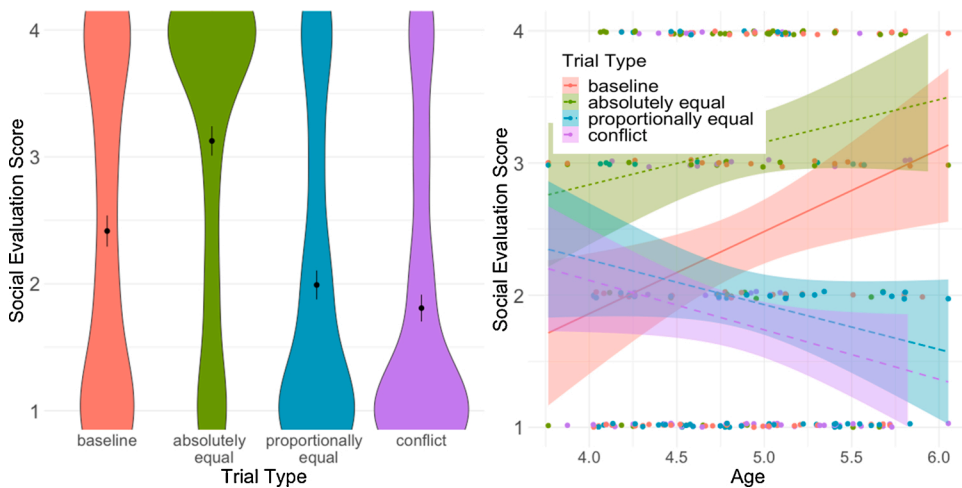 Social Evaluation Score
4
3
2
1
baseline
absolutely
equal
proportionally
equal
conflict
Trial Type
Social Evaluation Score
4
3
2
1
Trial Type
baseline
absolutely equal
proportionally equal
conflict
4.0 4.5 5.0 5.5 6.0
Age